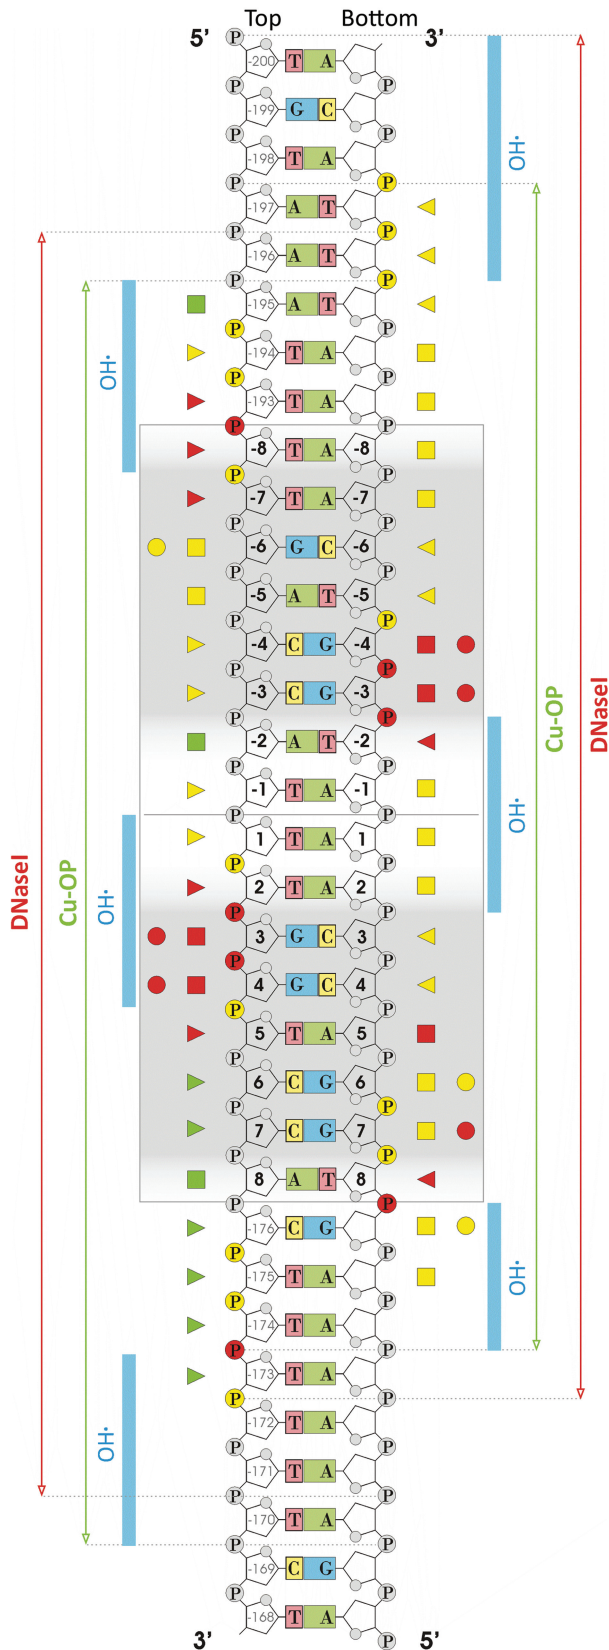 Top Bottom
5’ P 3’
-200 T A
P P
-199 G C
P P
OH·
-198 T A
P P
-197 A T
P P
-196 A T
P P
-195 A T
P P
-194 T A
OH·
P P
-193 T A
P P
-8 T A -8
P P
-7 T A -7
P P
-6 G C -6
P P
-5 A T -5
P P
-4 C G -4
P P
-3 C G -3
Cu-OP
DNaseI
P P
-2 A T -2
P P
-1 T A -1
P P
OH·
1 T A 1
P P
2 T A 2
DNaseI
Cu-OP
OH·
P P
3 G C 3
P P
4 G C 4
P P
5 T A 5
P P
6 C G 6
P P
7 C G 7
P P
8 A T 8
P P
-176 C G
P P
-175 T A
OH·
P P
-174 T A
P P
-173 T A
P P
-172 T A
OH·
P P
-171 T A
P P
-170 T A
P P
-169 C G
P P
-168 T A
P
3’ 5’